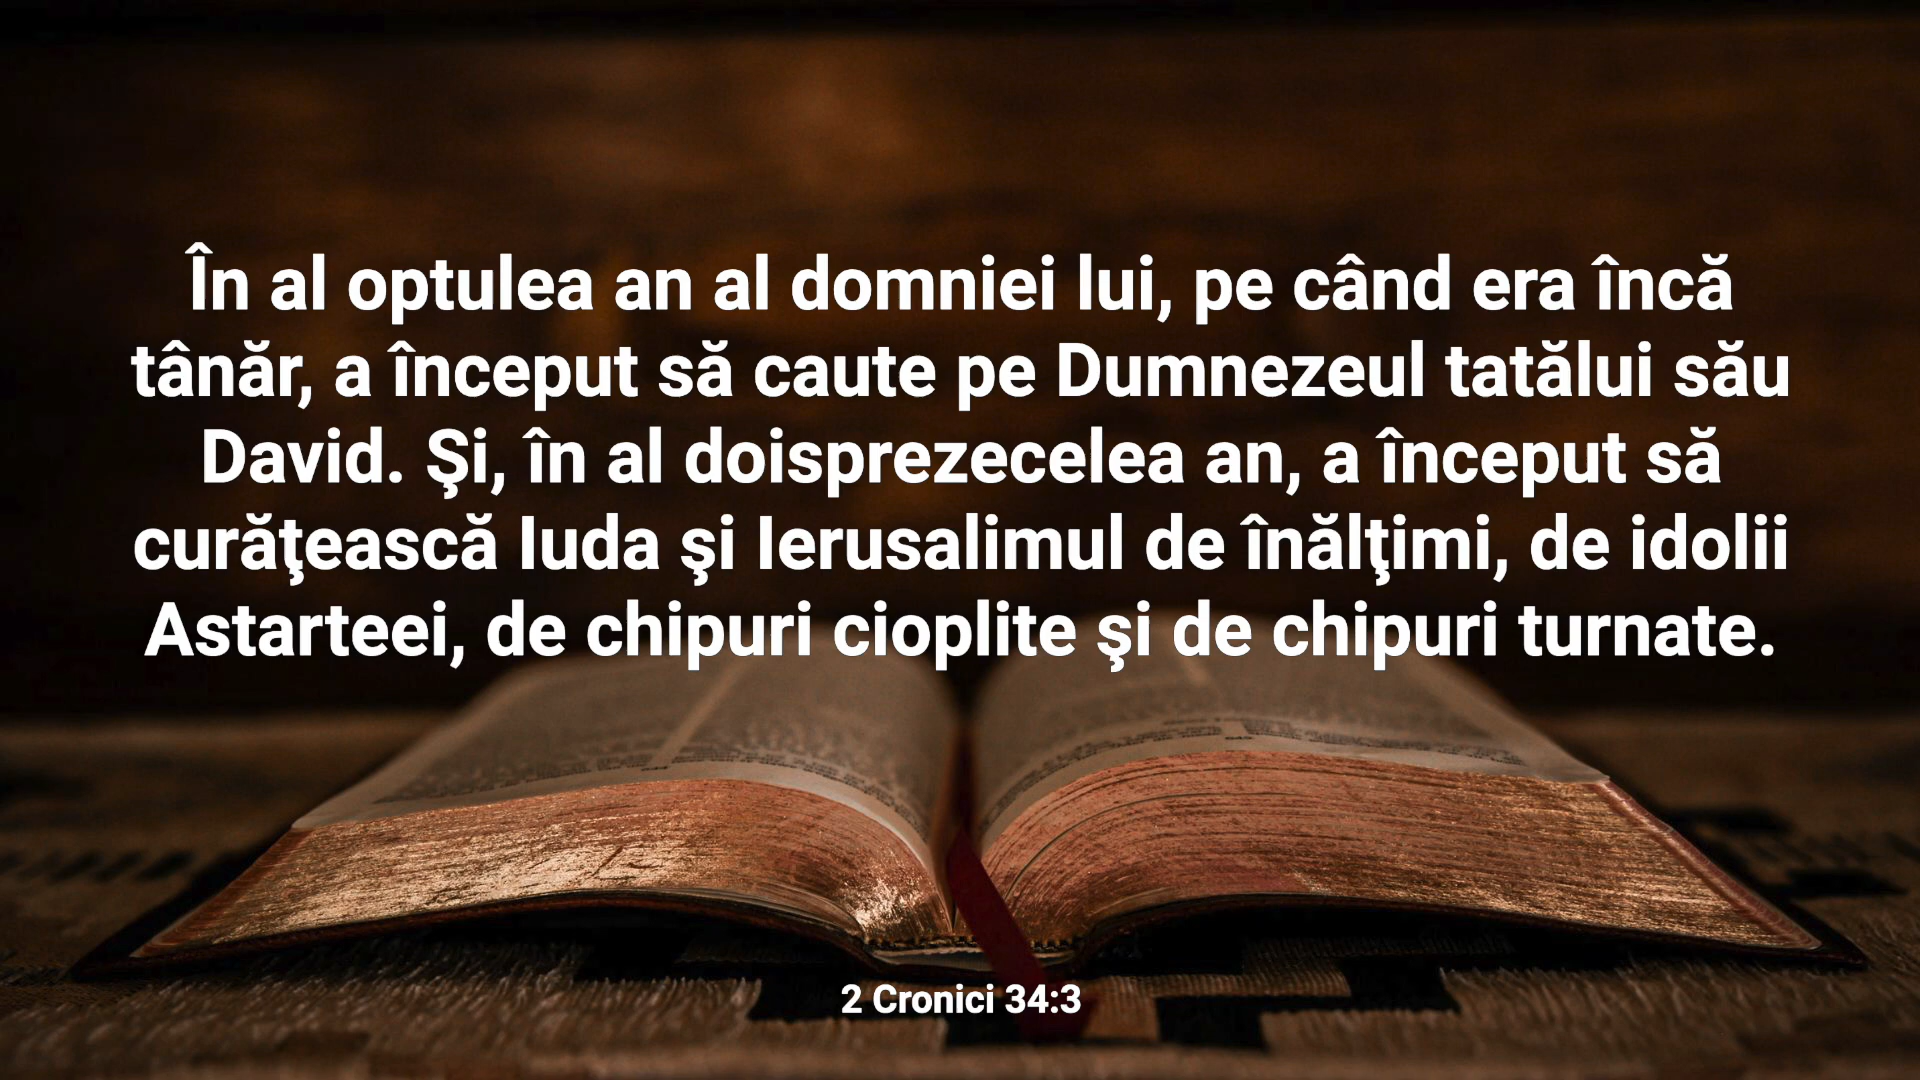 În al optulea an al domniei lui, pe când era încă
tânăr, a început să caute pe Dumnezeul tatălui său
David. Şi, în al doisprezecelea an, a început să
curăţească Iuda şi Ierusalimul de înălţimi, de idolii
Astarteei, de chipuri cioplite şi de chipuri turnate.
2 Cronici 34:3